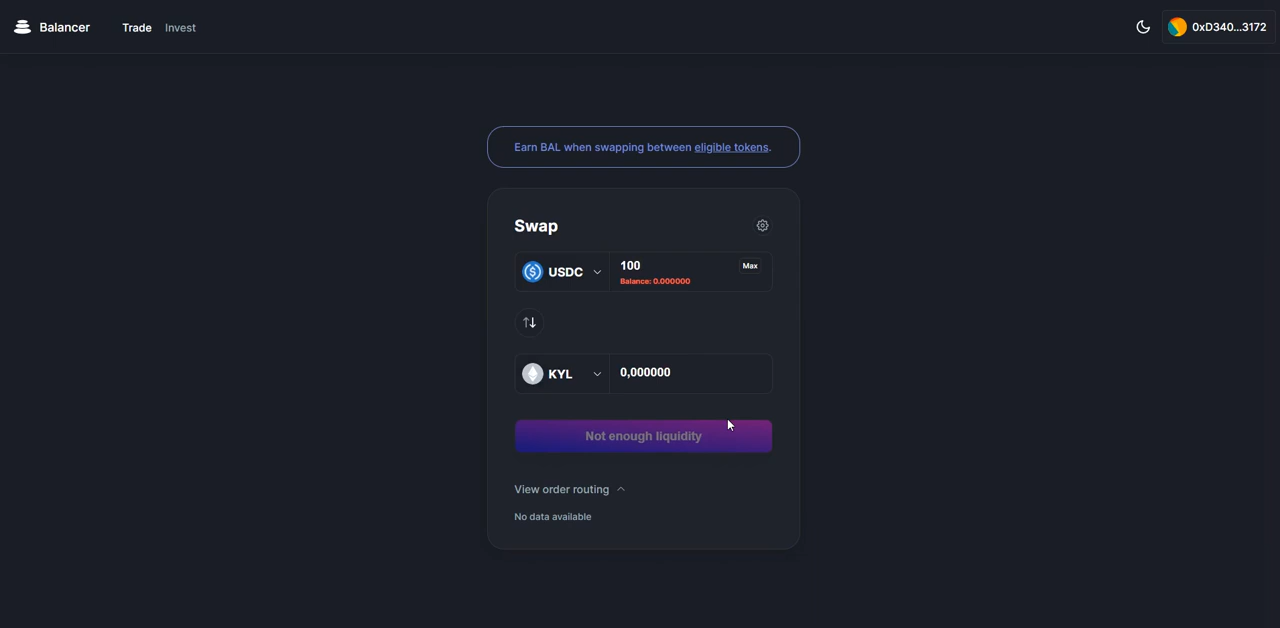 Balancer Trade Invest 0xD340...3172
Earn BAL when swapping between eligible tokens.
Swap
USDC 100 Max
Balance: 0.000000
KYL 0,000000
Not enough liquidity
View order routing
No data available